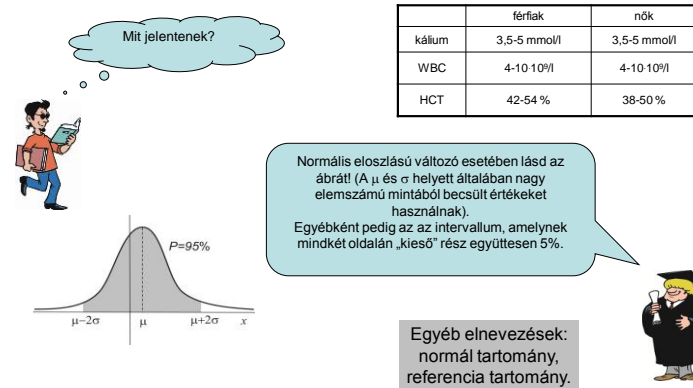 Mit jelentenek?
férfiak nők
kálium 3,5-5 mmol/l 3,5-5 mmol/l
WBC 4-10·10⁹/l 4-10·10⁹/l
HCT 42-54 % 38-50 %
Normális eloszlású változó esetében lásd az
ábrát! (A μ és σ helyett általában nagy
elemszámú mintából becsült értékeket
használnak).
Egyébként pedig az az intervallum, amelynek
mindkét oldalán „kieső” rész együttesen 5%.
P=95%
μ−2σ μ μ+2σ x
Egyéb elnevezések:
normál tartomány,
referencia tartomány.